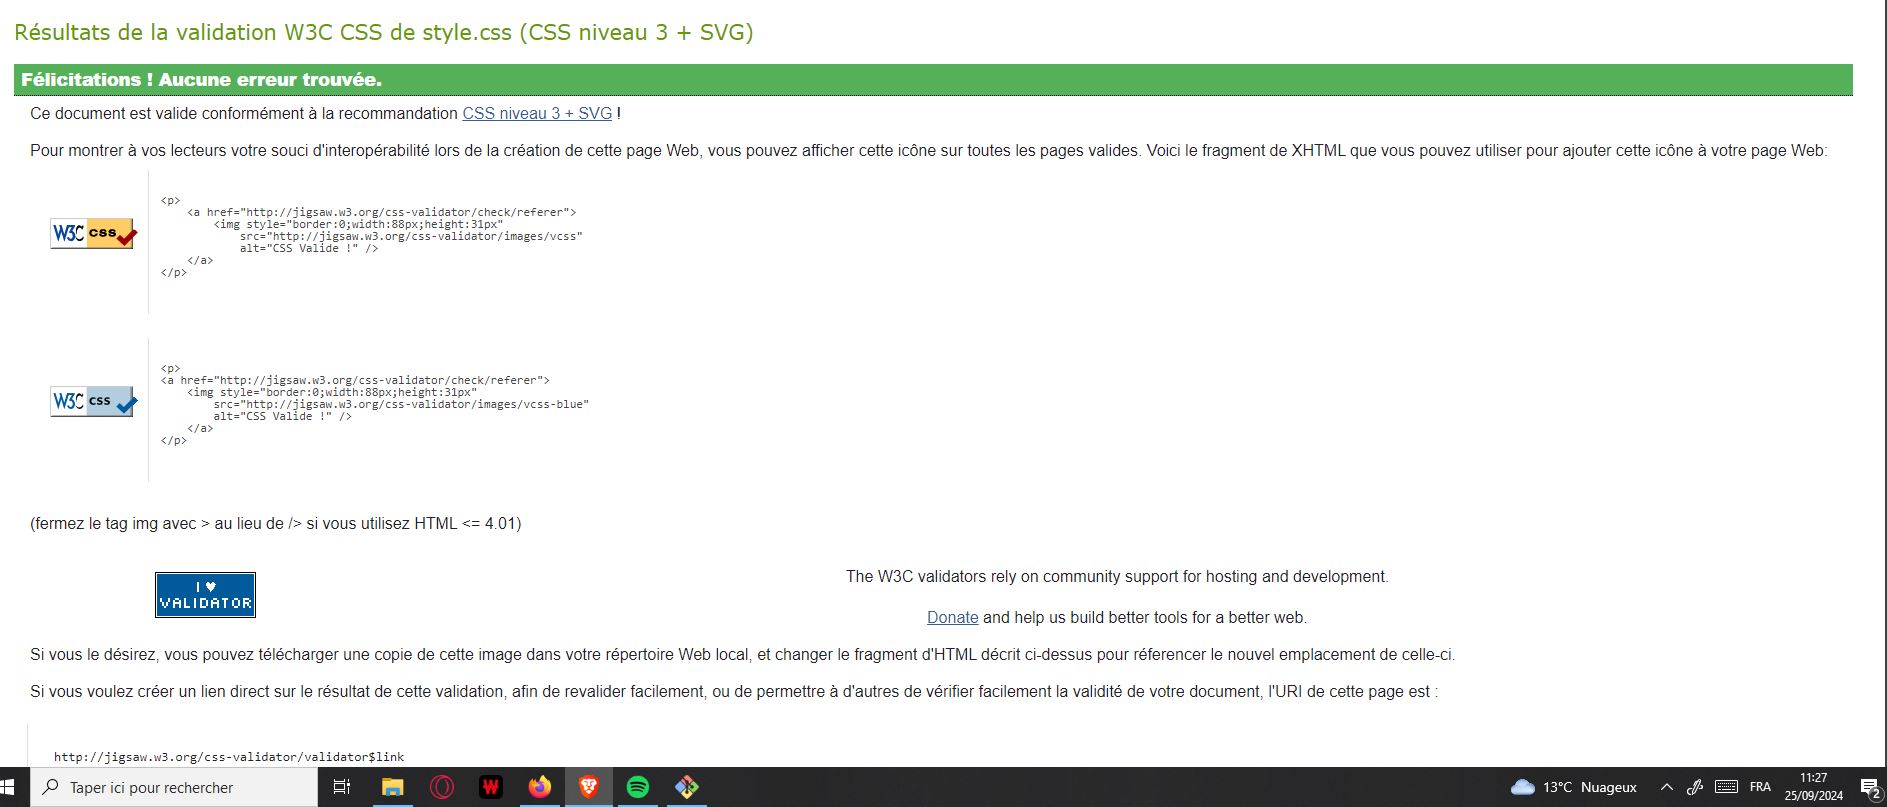 Résultats de la validation W3C CSS de style.css (CSS niveau 3 + SVG)
Félicitations ! Aucune erreur trouvée.
Ce document est valide conformément à la recommandation CSS niveau 3 + SVG !
Pour montrer à vos lecteurs votre souci d'interopérabilité lors de la création de cette page Web, vous pouvez afficher cette icône sur toutes les pages valides. Voici le fragment de XHTML que vous pouvez utiliser pour ajouter cette icône à votre page Web:
W3C css
<p>
<a href="http://jigsaw.w3.org/css-validator/check/referer">
<img style="border:0;width:88px;height:31px"
src="http://jigsaw.w3.org/css-validator/images/vcss"
alt="CSS Valide !" />
</a>
</p>
W3C css
<p>
<a href="http://jigsaw.w3.org/css-validator/check/referer">
<img style="border:0;width:88px;height:31px"
src="http://jigsaw.w3.org/css-validator/images/vcss-blue"
alt="CSS Valide !" />
</a>
</p>
(fermez le tag img avec > au lieu de /> si vous utilisez HTML <= 4.01)
I ♥
VALIDATOR
The W3C validators rely on community support for hosting and development.
Donate and help us build better tools for a better web.
Si vous le désirez, vous pouvez télécharger une copie de cette image dans votre répertoire Web local, et changer le fragment d'HTML décrit ci-dessus pour réferencer le nouvel emplacement de celle-ci.
Si vous voulez créer un lien direct sur le résultat de cette validation, afin de revalider facilement, ou de permettre à d'autres de vérifier facilement la validité de votre document, l'URI de cette page est :
http://jigsaw.w3.org/css-validator/validator$link
Taper ici pour rechercher
W
13°C Nuageux
FRA
11:27
25/09/2024
2